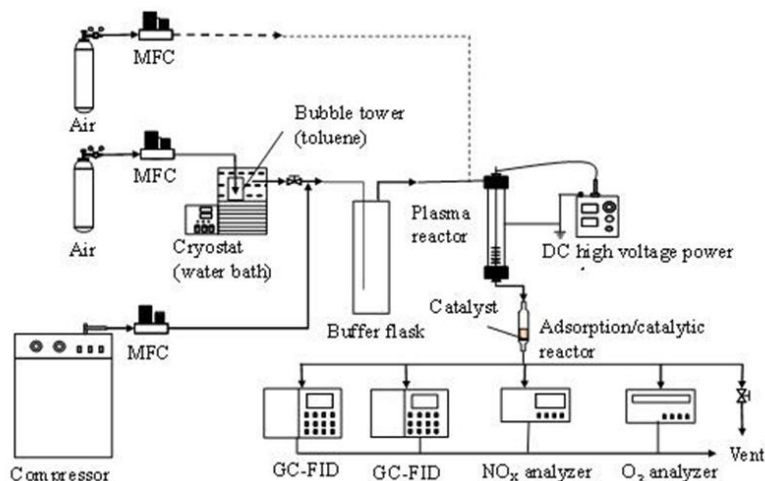 MFC
Air
Bubble tower
(toluene)
MFC
Air
Cryostat
(water bath)
Plasma
reactor
DC high voltage power
Buffer flask
Catalyst
Adsorption/catalytic
reactor
MFC
Compressor
GC-FID
GC-FID
NOX analyzer
O3 analyzer
Vent